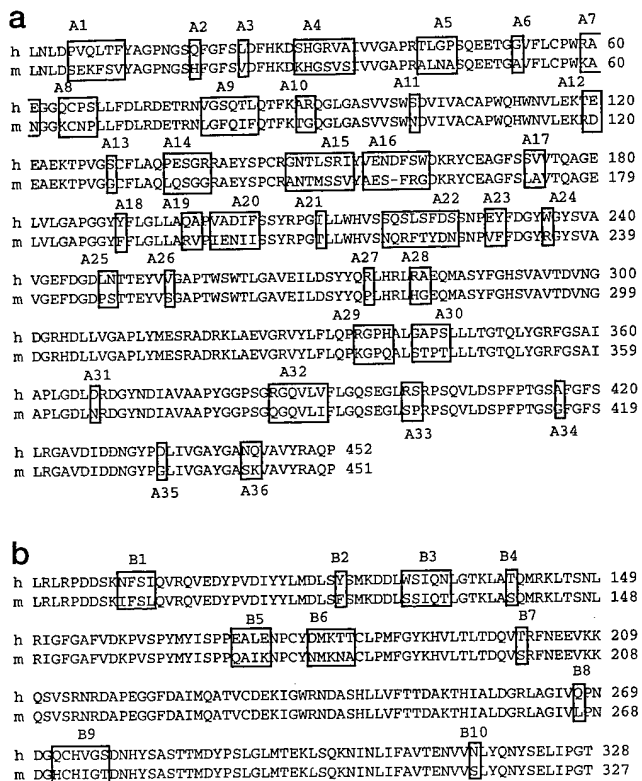 a
A1 A2 A3 A4 A5 A6 A7
h LNLDPVQLTFYAGPNGSQFGFSLDFHKDSHGRVAIVVGAPRTLGPSQEETGGVFLCPWRA 60
m LNLDSEKFSVYAGPNGSHFGFSVDFHKDKHGSVSIVVGAPRALNASQEETGAVFLCPWKA 60
A8 A9 A10 A11 A12
h EGGQCPSLLFDLRDETRNVGSQTLQTFKARQGLGASVVSWSDVIVACAPWQHWNVLEKTE 120
m NGGKCNPLLFDLRDETRNLGFQIFQTFKTGQGLGASVVSWNDVIVACAPWQHWNVLEKRD 120
A13 A14 A15 A16 A17
h EAEKTPVGSCFLAQPESGRRAEYSPCRGNTLSRIYVENDFSWDKRYCEAGFSSVVTQAGE 180
m EAEKTPVGGCFLAQLQSGGRAEYSPCRANTMSSVYAES-FRGDKRYCEAGFSLAVTQAGE 179
A18 A19 A20 A21 A22 A23 A24
h LVLGAPGGYYFLGLLAQAPVADIFSSYRPGTLLWHVSSQSLSFDSSNPEYFDGYWGYSVA 240
m LVLGAPGGYFFLGLLARVPIENIISSYRPGTLLWHVSNQRFTYDNSNPVFFDGYRGYSVA 239
A25 A26 A27 A28
h VGEFDGDLNTTEYVVGAPTWSWTLGAVEILDSYYQRLHRLRAEQMASYFGHSVAVTDVNG 300
m VGEFDGDPSTTEYVSGAPTWSWTLGAVEILDSYYQPLHRLHGEQMASYFGHSVAVTDVNG 299
A29 A30
h DGRHDLLVGAPLYMESRADRKLAEVGRVYLFLQPRGPHALGAPSLLLTGTQLYGRFGSAI 360
m DGRHDLLVGAPLYMESRADRKLAEVGRVYLFLQPKGPQALSTPTLLLTGTQLYGRFGSAI 359
A31 A32
h APLGDLDRDGYNDIAVAAPYGGPSGRGQVLVFLGQSEGLRSRPSQVLDSPFPTGSAFGFS 420
m APLGDLNRDGYNDIAVAAPYGGPSGQGQVLIFLGQSEGLSPRPSQVLDSPFPTGSGFGFS 419
A33 A34
h LRGAVDIDDNGYPDLIVGAYGANQVAVYRAQP 452
m LRGAVDIDDNGYPGLIVGAYGASKVAVYRAQP 451
A35 A36
b
B1 B2 B3 B4
h LRLRPDDSKNFSIQVRQVEDYPVDIYYLMDLSYSMKDDLWSIQNLGTKLATQMRKLTSNL 149
m LRLRPDDSKIFSLQVRQVEDYPVDIYYLMDLSFSMKDDLSSIQTLGTKLASQMRKLTSNL 148
B5 B6 B7
h RIGFGAFVDKPVSPYMYISPPEALENPCYDMKTTCLPMFGYKHVLTLTDQVTRFNEEVKK 209
m RIGFGAFVDKPVSPYMYISPPQAIKNPCYNMKNACLPMFGYKHVLTLTDQVSRFNEEVKK 208
B8
h QSVSRNRDAPEGGFDAIMQATVCDEKIGWRNDASHLLVFTTDAKTHIALDGRLAGIVQPN 269
m QSVSRNRDAPEGGFDAIMQATVCDEKIGWRNDASHLLVFTTDAKTHIALDGRLAGIVLPN 268
B9 B10
h DGQCHVGSDNHYSASTTMDYPSLGLMTEKLSQKNINLIFAVTENVVNLYQNYSELIPGT 328
m DGHCHIGTDNHYSASTTMDYPSLGLMTEKLSQKNINLIFAVTENVVSLYQNYSELIPGT 327